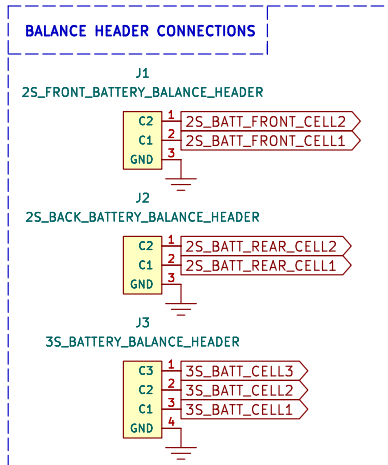 BALANCE HEADER CONNECTIONS
J1
2S_FRONT_BATTERY_BALANCE_HEADER
C2 1 2S_BATT_FRONT_CELL2
C1 2 2S_BATT_FRONT_CELL1
GND 3
J2
2S_BACK_BATTERY_BALANCE_HEADER
C2 1 2S_BATT_REAR_CELL2
C1 2 2S_BATT_REAR_CELL1
GND 3
J3
3S_BATTERY_BALANCE_HEADER
C3 1 3S_BATT_CELL3
C2 2 3S_BATT_CELL2
C1 3 3S_BATT_CELL1
GND 4